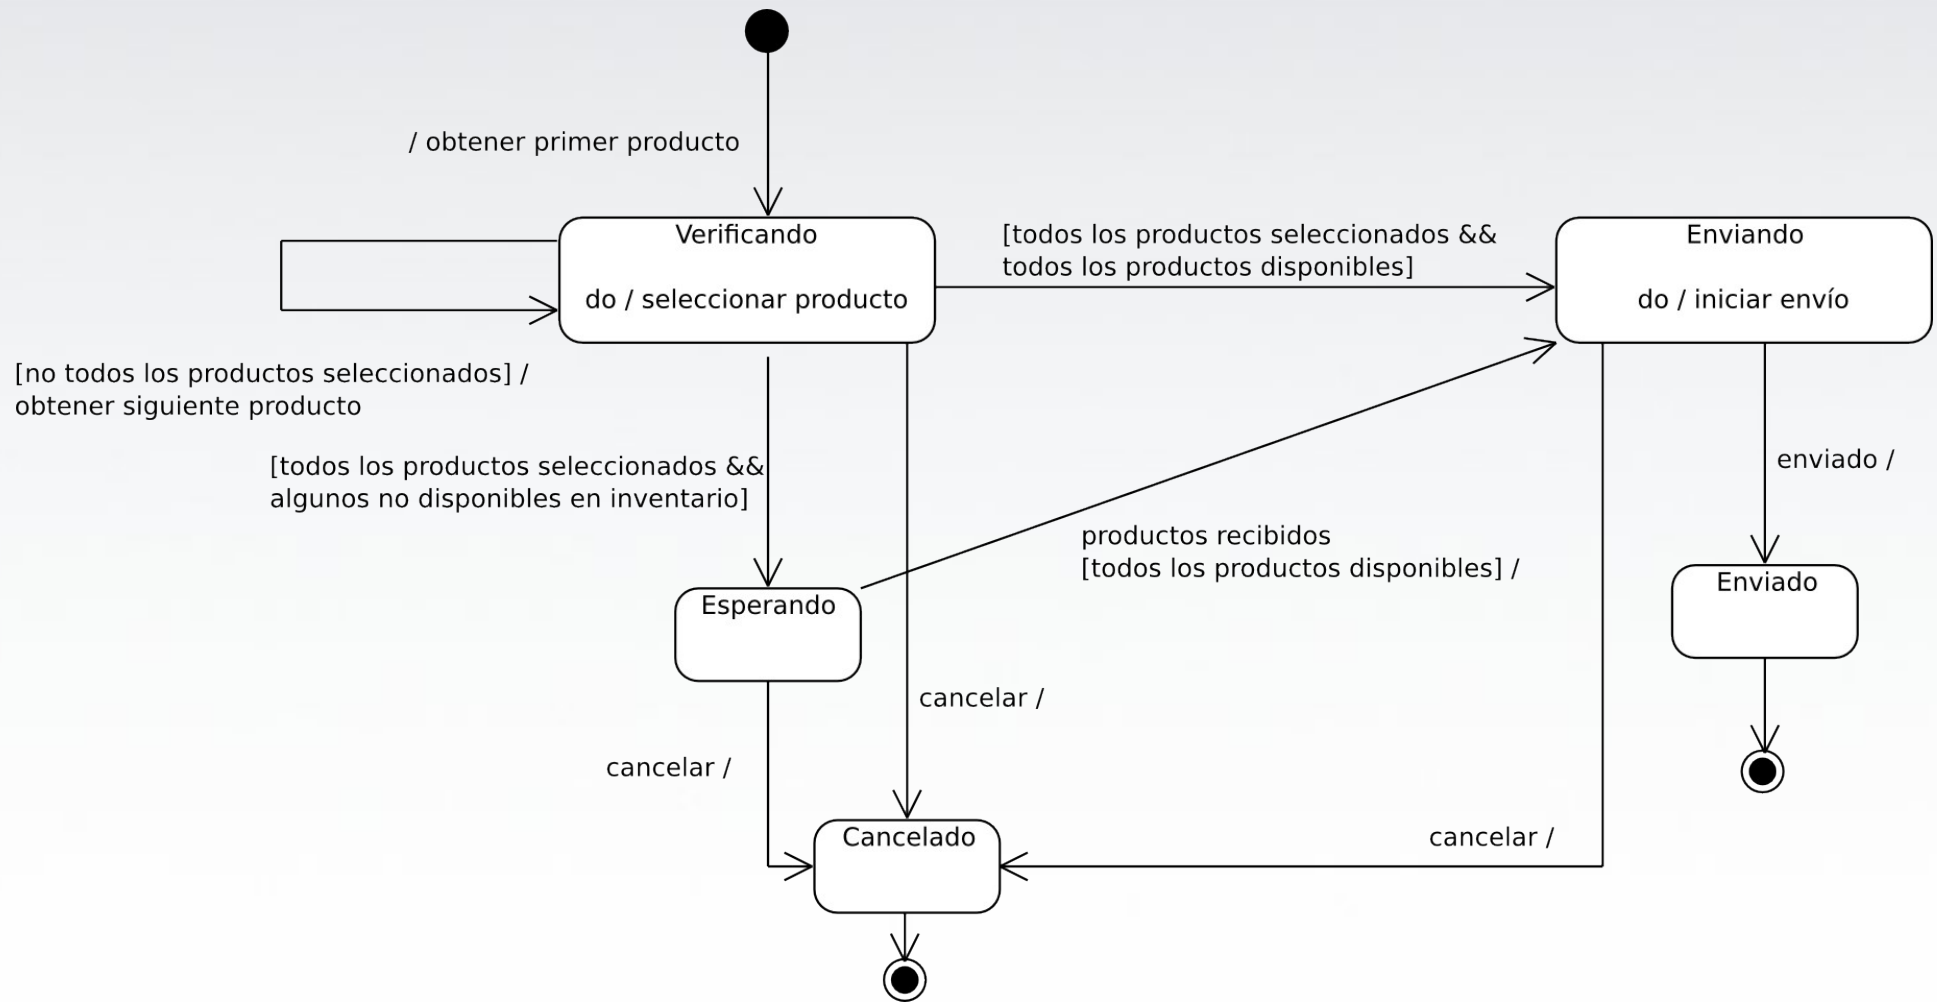 / obtener primer producto
Verificando
do / seleccionar producto
[todos los productos seleccionados &&
todos los productos disponibles]
Enviando
do / iniciar envío
[no todos los productos seleccionados] /
obtener siguiente producto
[todos los productos seleccionados &&
algunos no disponibles en inventario]
enviado /
productos recibidos
[todos los productos disponibles] /
Esperando
Enviado
cancelar /
cancelar /
Cancelado
cancelar /